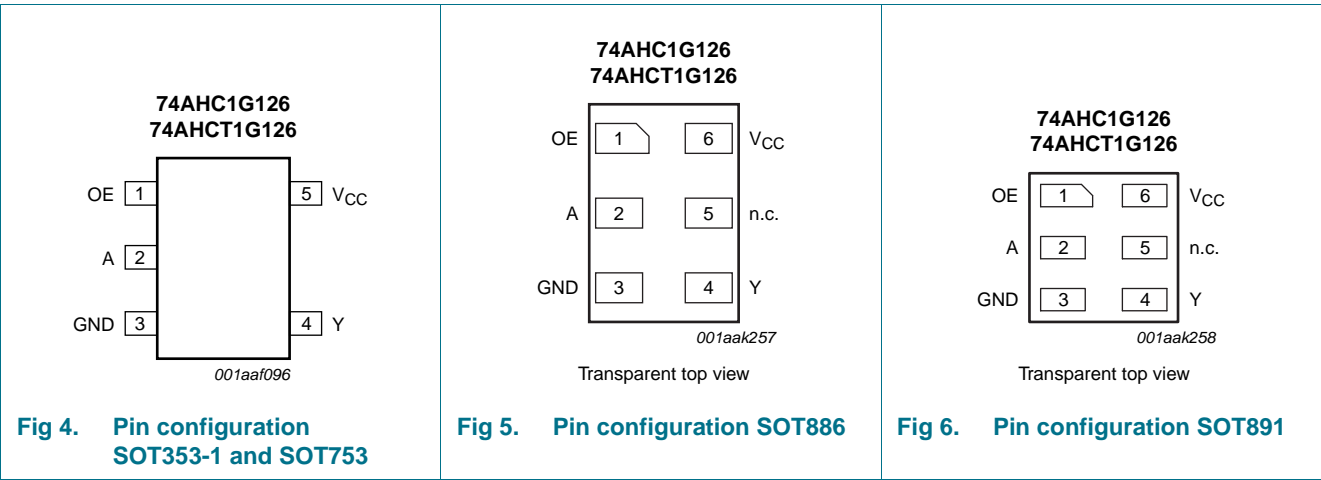 74AHC1G126
74AHCT1G126
OE 1 5 VCC
A 2
GND 3 4 Y
001aaf096
Fig 4. Pin configuration
SOT353-1 and SOT753
74AHC1G126
74AHCT1G126
OE 1 6 VCC
A 2 5 n.c.
GND 3 4 Y
001aak257
Transparent top view
Fig 5. Pin configuration SOT886
74AHC1G126
74AHCT1G126
OE 1 6 VCC
A 2 5 n.c.
GND 3 4 Y
001aak258
Transparent top view
Fig 6. Pin configuration SOT891